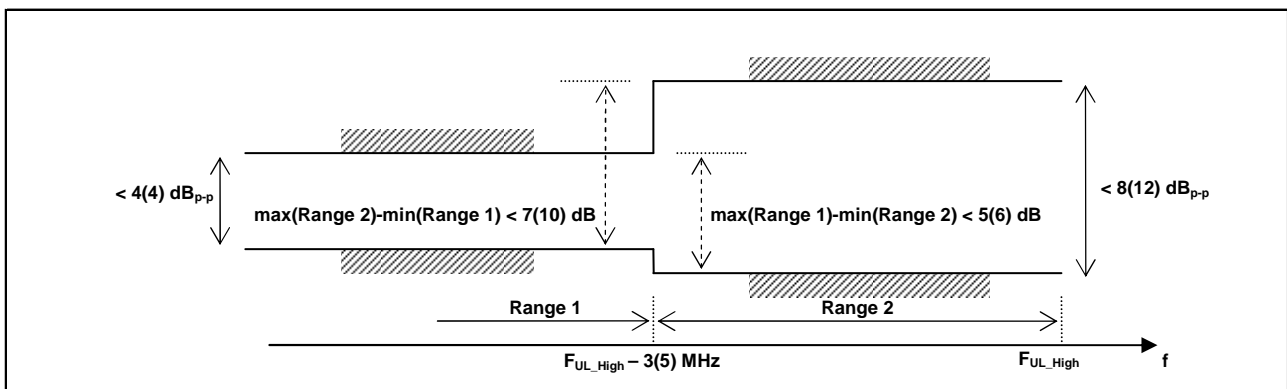 < 4(4) dBp-p
max(Range 2)-min(Range 1) < 7(10) dB
max(Range 1)-min(Range 2) < 5(6) dB
< 8(12) dBp-p
Range 1
Range 2
FUL_High – 3(5) MHz
FUL_High
f